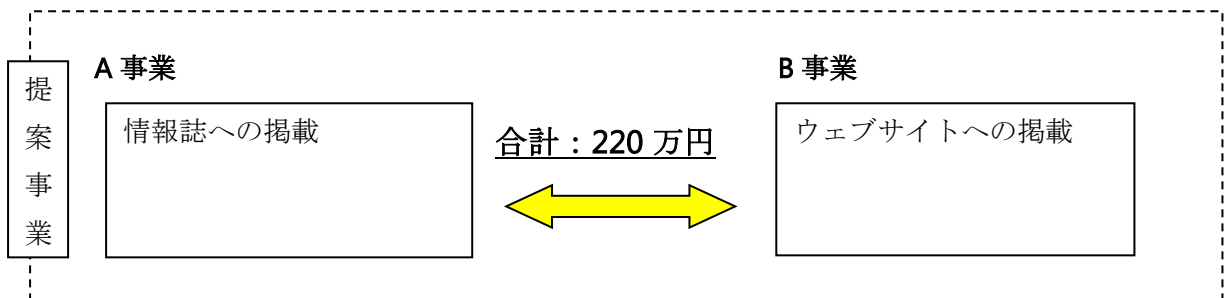 提案事業
A 事業
B 事業
情報誌への掲載
合計：220 万円
ウェブサイトへの掲載